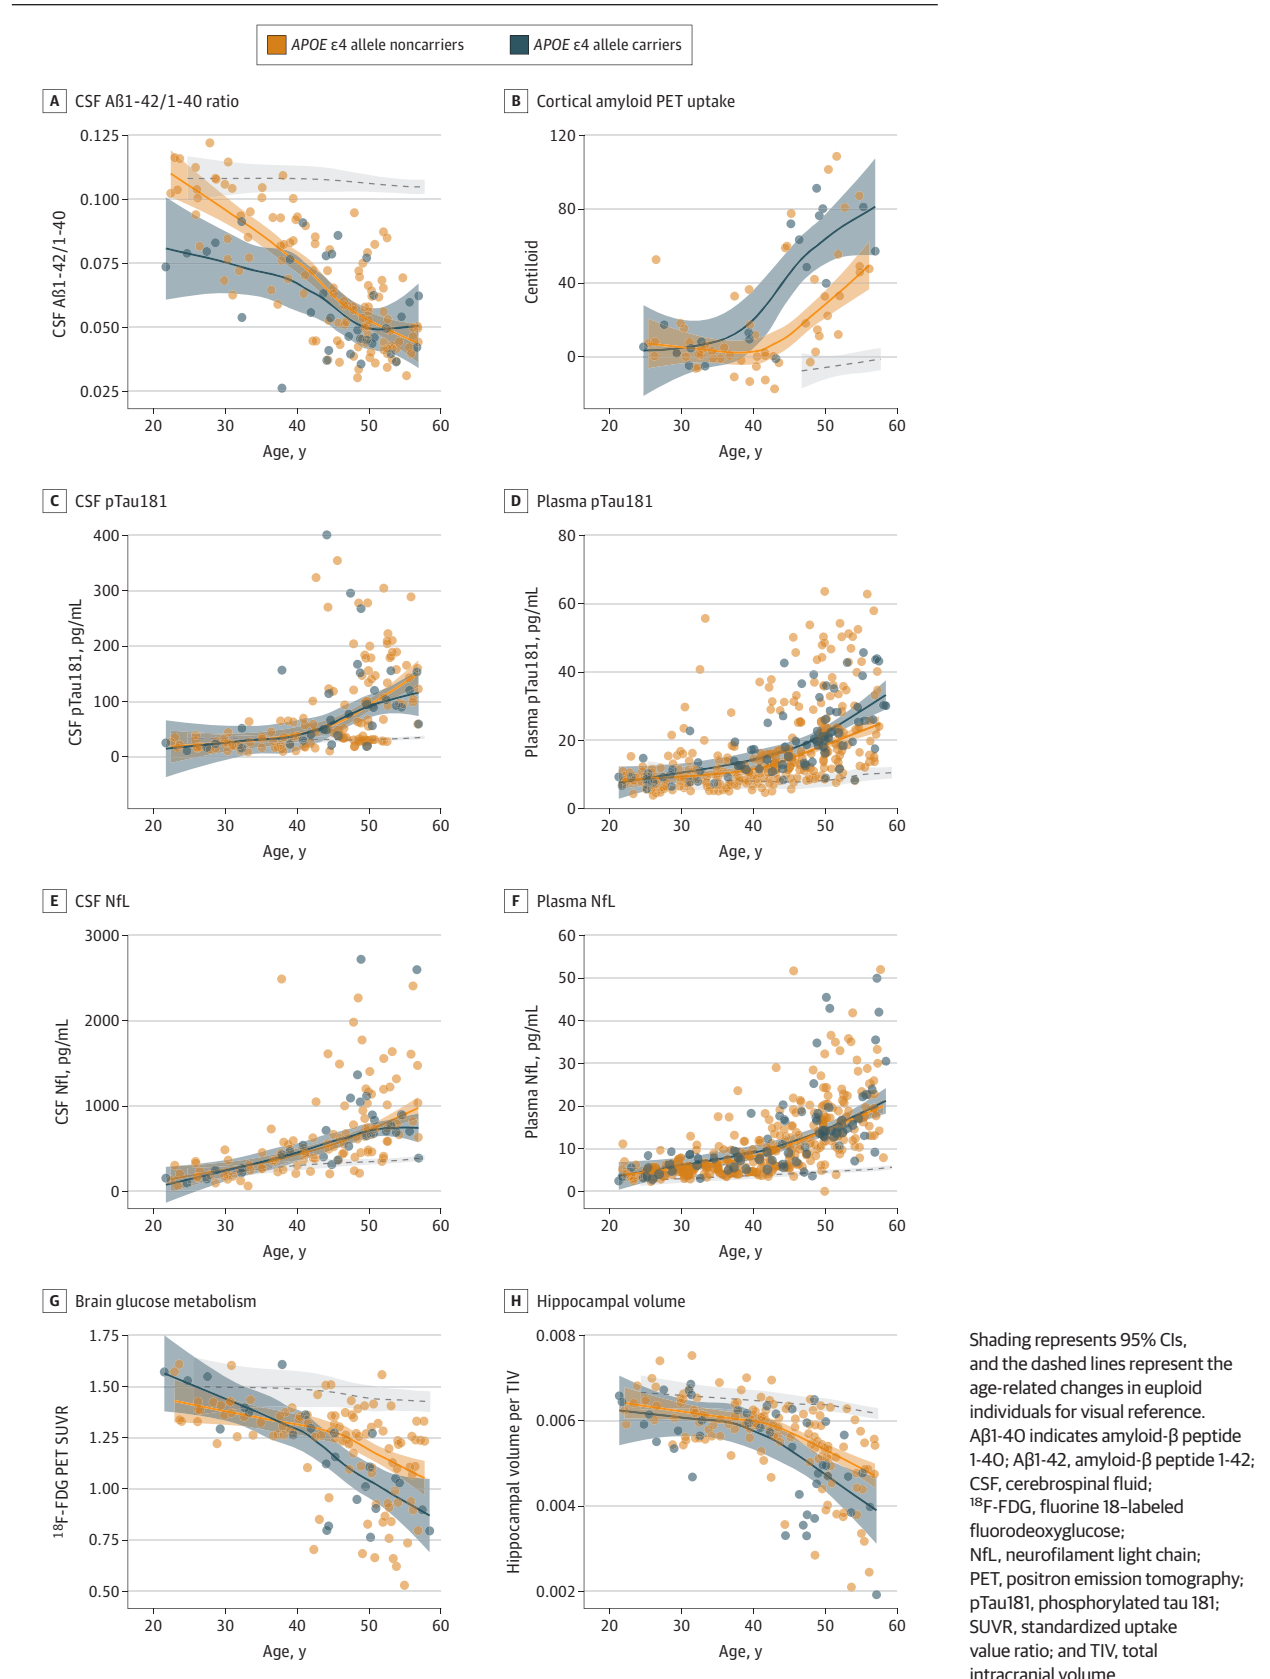 APOE ε4 allele noncarriers
APOE ε4 allele carriers
A CSF Aß1-42/1-40 ratio
CSF Aß1-42/1-40
0.125
0.100
0.075
0.050
0.025
20 30 40 50 60
Age, y
B Cortical amyloid PET uptake
Centiloid
120
80
40
0
20 30 40 50 60
Age, y
C CSF pTau181
CSF pTau181, pg/mL
400
300
200
100
0
20 30 40 50 60
Age, y
D Plasma pTau181
Plasma pTau181, pg/mL
80
60
40
20
0
20 30 40 50 60
Age, y
E CSF NfL
CSF NfL, pg/mL
3000
2000
1000
0
20 30 40 50 60
Age, y
F Plasma NfL
Plasma NfL, pg/mL
60
50
40
30
20
10
0
20 30 40 50 60
Age, y
G Brain glucose metabolism
18F-FDG PET SUVR
1.75
1.50
1.25
1.00
0.75
0.50
20 30 40 50 60
Age, y
H Hippocampal volume
Hippocampal volume per TIV
0.008
0.006
0.004
0.002
20 30 40 50 60
Age, y
Shading represents 95% CIs,
and the dashed lines represent the
age-related changes in euploid
individuals for visual reference.
Aβ1-40 indicates amyloid-β peptide
1-40; Aβ1-42, amyloid-β peptide 1-42;
CSF, cerebrospinal fluid;
18F-FDG, fluorine 18–labeled
fluorodeoxyglucose;
NfL, neurofilament light chain;
PET, positron emission tomography;
pTau181, phosphorylated tau 181;
SUVR, standardized uptake
value ratio; and TIV, total
intracranial volume